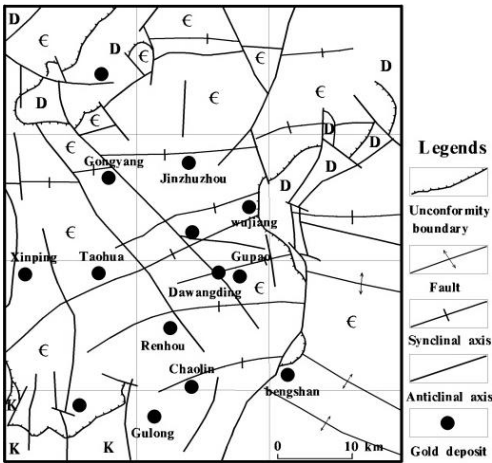 D
Є
Є
D
Є
Є
Є
D
Є
D
D
Є
Gongyang
Jinzhuzhou
D
D
wujiang
Є
Xinping
Taohua
Gupao
Dawangding
Є
Є
Renhou
Є
Chaolin
bengshan
K
Gulong
K
K
0
10 km
Legends
Unconformity
boundary
Fault
Synclinal axis
Anticlinal axis
Gold deposit